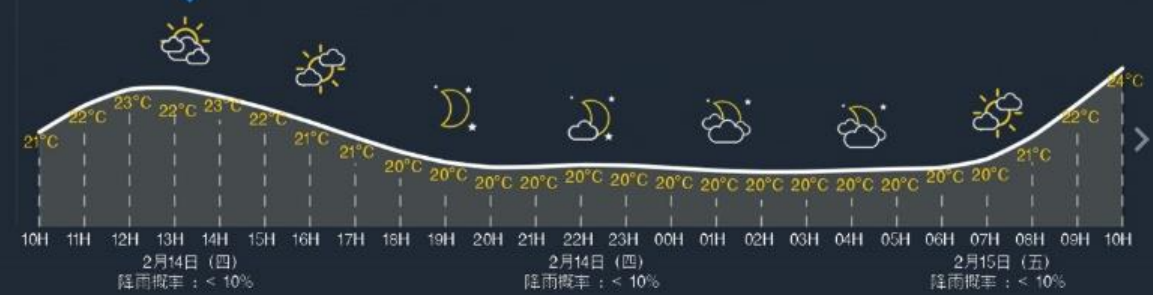 21°C 22°C 23°C 22°C 23°C 22°C 21°C 21°C 20°C 20°C 20°C 20°C 20°C 20°C 20°C 20°C 20°C 20°C 20°C 20°C 20°C 20°C 21°C 22°C 24°C
10H 11H 12H 13H 14H 15H 16H 17H 18H 19H 20H 21H 22H 23H 00H 01H 02H 03H 04H 05H 06H 07H 08H 09H 10H
2月14日（四） 2月14日（四） 2月15日（五）
降雨概率：< 10% 降雨概率：< 10% 降雨概率：< 10%